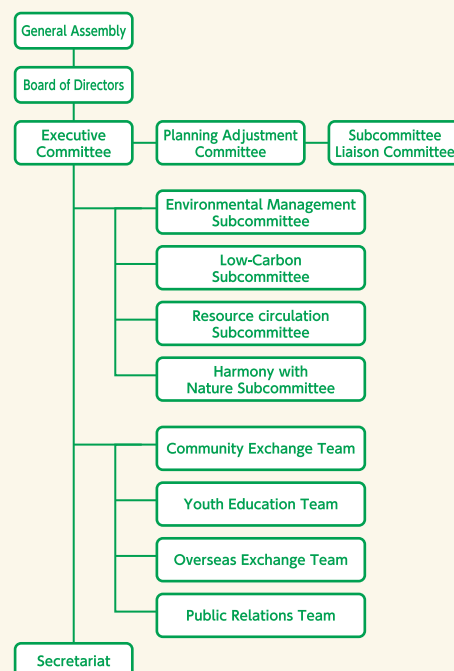 General Assembly
Board of Directors
Executive
Committee
Planning Adjustment
Committee
Subcommittee
Liaison Committee
Environmental Management
Subcommittee
Low-Carbon
Subcommittee
Resource circulation
Subcommittee
Harmony with
Nature Subcommittee
Community Exchange Team
Youth Education Team
Overseas Exchange Team
Public Relations Team
Secretariat